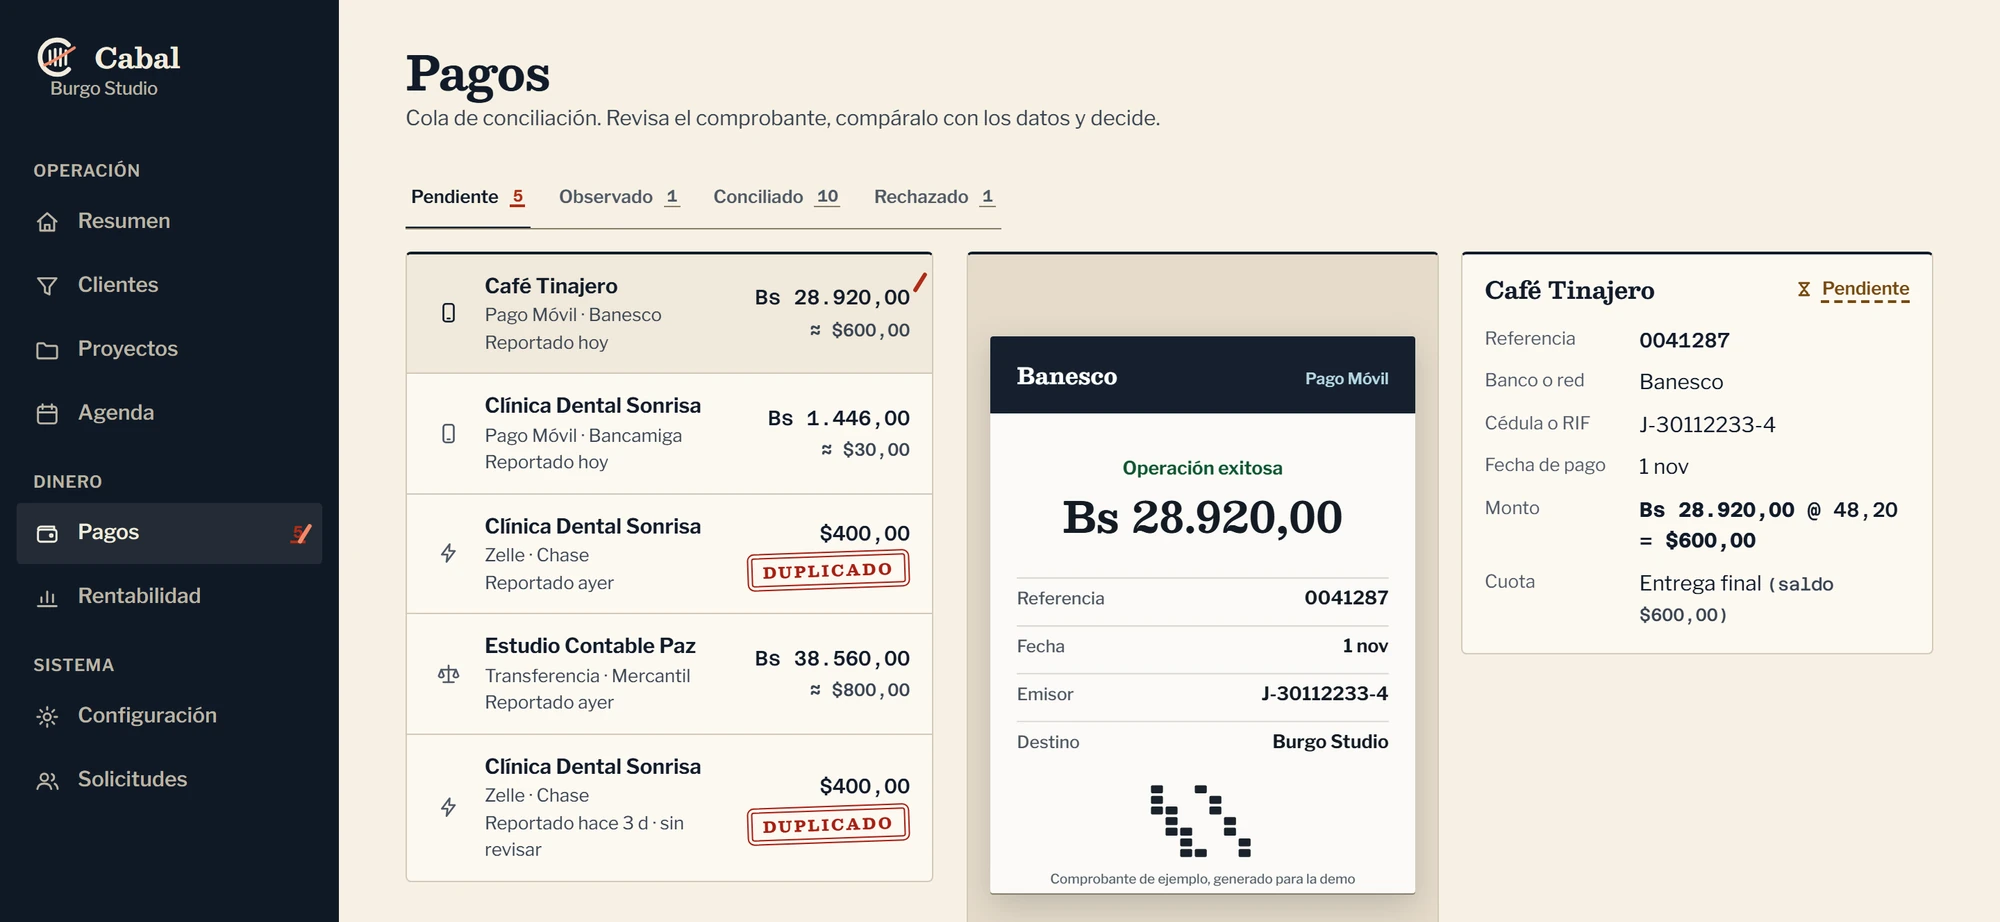 Cabal
Burgo Studio
OPERACIÓN
Resumen
Clientes
Proyectos
Agenda
DINERO
Pagos 5
Rentabilidad
SISTEMA
Configuración
Solicitudes
Pagos
Cola de conciliación. Revisa el comprobante, compáralo con los datos y decide.
Pendiente 5 Observado 1 Conciliado 10 Rechazado 1
Café Tinajero
Pago Móvil · Banesco
Reportado hoy
Bs 28.920,00
≈ $600,00
Clínica Dental Sonrisa
Pago Móvil · Bancamiga
Reportado hoy
Bs 1.446,00
≈ $30,00
Clínica Dental Sonrisa
Zelle · Chase
Reportado ayer
$400,00
DUPLICADO
Estudio Contable Paz
Transferencia · Mercantil
Reportado ayer
Bs 38.560,00
≈ $800,00
Clínica Dental Sonrisa
Zelle · Chase
Reportado hace 3 d · sin
revisar
$400,00
DUPLICADO
Banesco Pago Móvil
Operación exitosa
Bs 28.920,00
Referencia 0041287
Fecha 1 nov
Emisor J-30112233-4
Destino Burgo Studio
Comprobante de ejemplo, generado para la demo
Café Tinajero Pendiente
Referencia 0041287
Banco o red Banesco
Cédula o RIF J-30112233-4
Fecha de pago 1 nov
Monto Bs 28.920,00 @ 48,20
= $600,00
Cuota Entrega final (saldo
$600,00)